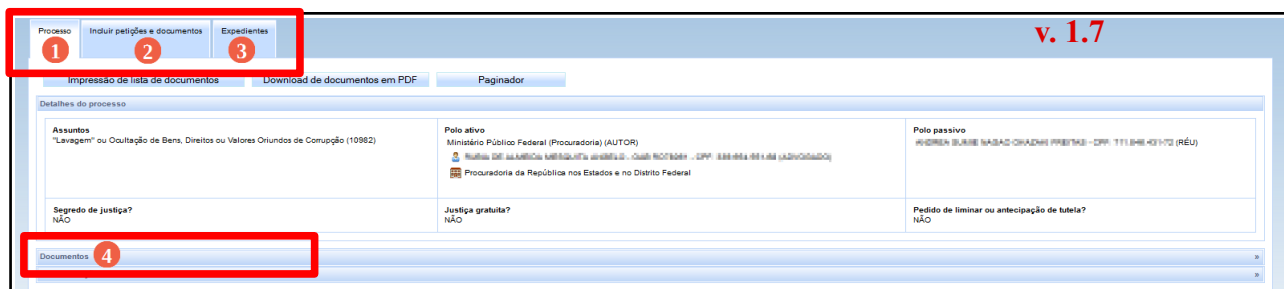 v. 1.7
Processo Incluir petições e documentos Expedientes
1 2 3
Impressão de lista de documentos Download de documentos em PDF Paginador
Detalhes do processo
Assuntos
"Lavagem" ou Ocultação de Bens, Direitos ou Valores Oriundos de Corrupção (10982)
Polo ativo
Ministério Público Federal (Procuradoria) (AUTOR)
Procuradoria da República nos Estados e no Distrito Federal
Polo passivo
(RÉU)
Segredo de justiça?
NÃO
Justiça gratuita?
NÃO
Pedido de liminar ou antecipação de tutela?
NÃO
Documentos 4 »
»